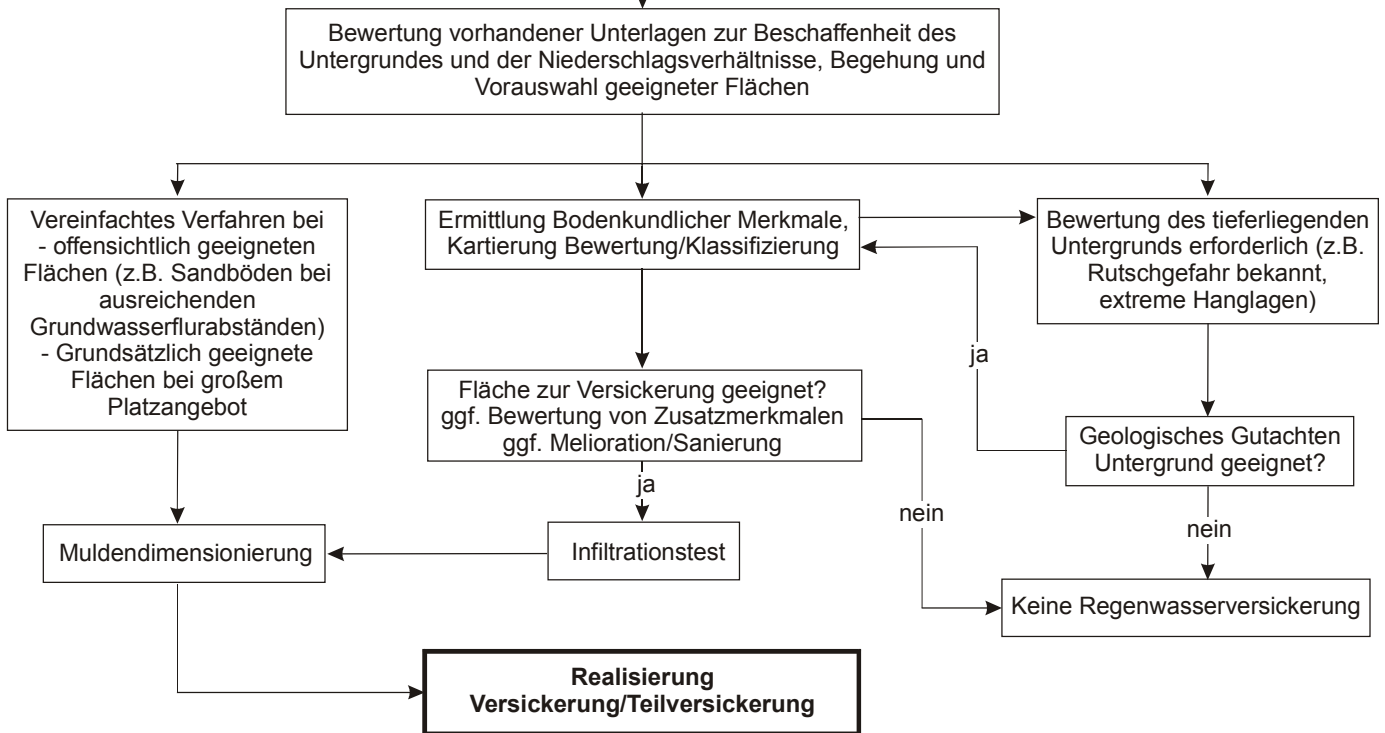 Bewertung vorhandener Unterlagen zur Beschaffenheit des
Untergrundes und der Niederschlagsverhältnisse, Begehung und
Vorauswahl geeigneter Flächen
Vereinfachtes Verfahren bei
- offensichtlich geeigneten
Flächen (z.B. Sandböden bei
ausreichenden
Grundwasserflurabständen)
- Grundsätzlich geeignete
Flächen bei großem
Platzangebot
Ermittlung Bodenkundlicher Merkmale,
Kartierung Bewertung/Klassifizierung
Bewertung des tieferliegenden
Untergrunds erforderlich (z.B.
Rutschgefahr bekannt,
extreme Hanglagen)
ja
Fläche zur Versickerung geeignet?
ggf. Bewertung von Zusatzmerkmalen
ggf. Melioration/Sanierung
Geologisches Gutachten
Untergrund geeignet?
ja
nein
nein
Muldendimensionierung
Infiltrationstest
Keine Regenwasserversickerung
Realisierung
Versickerung/Teilversickerung